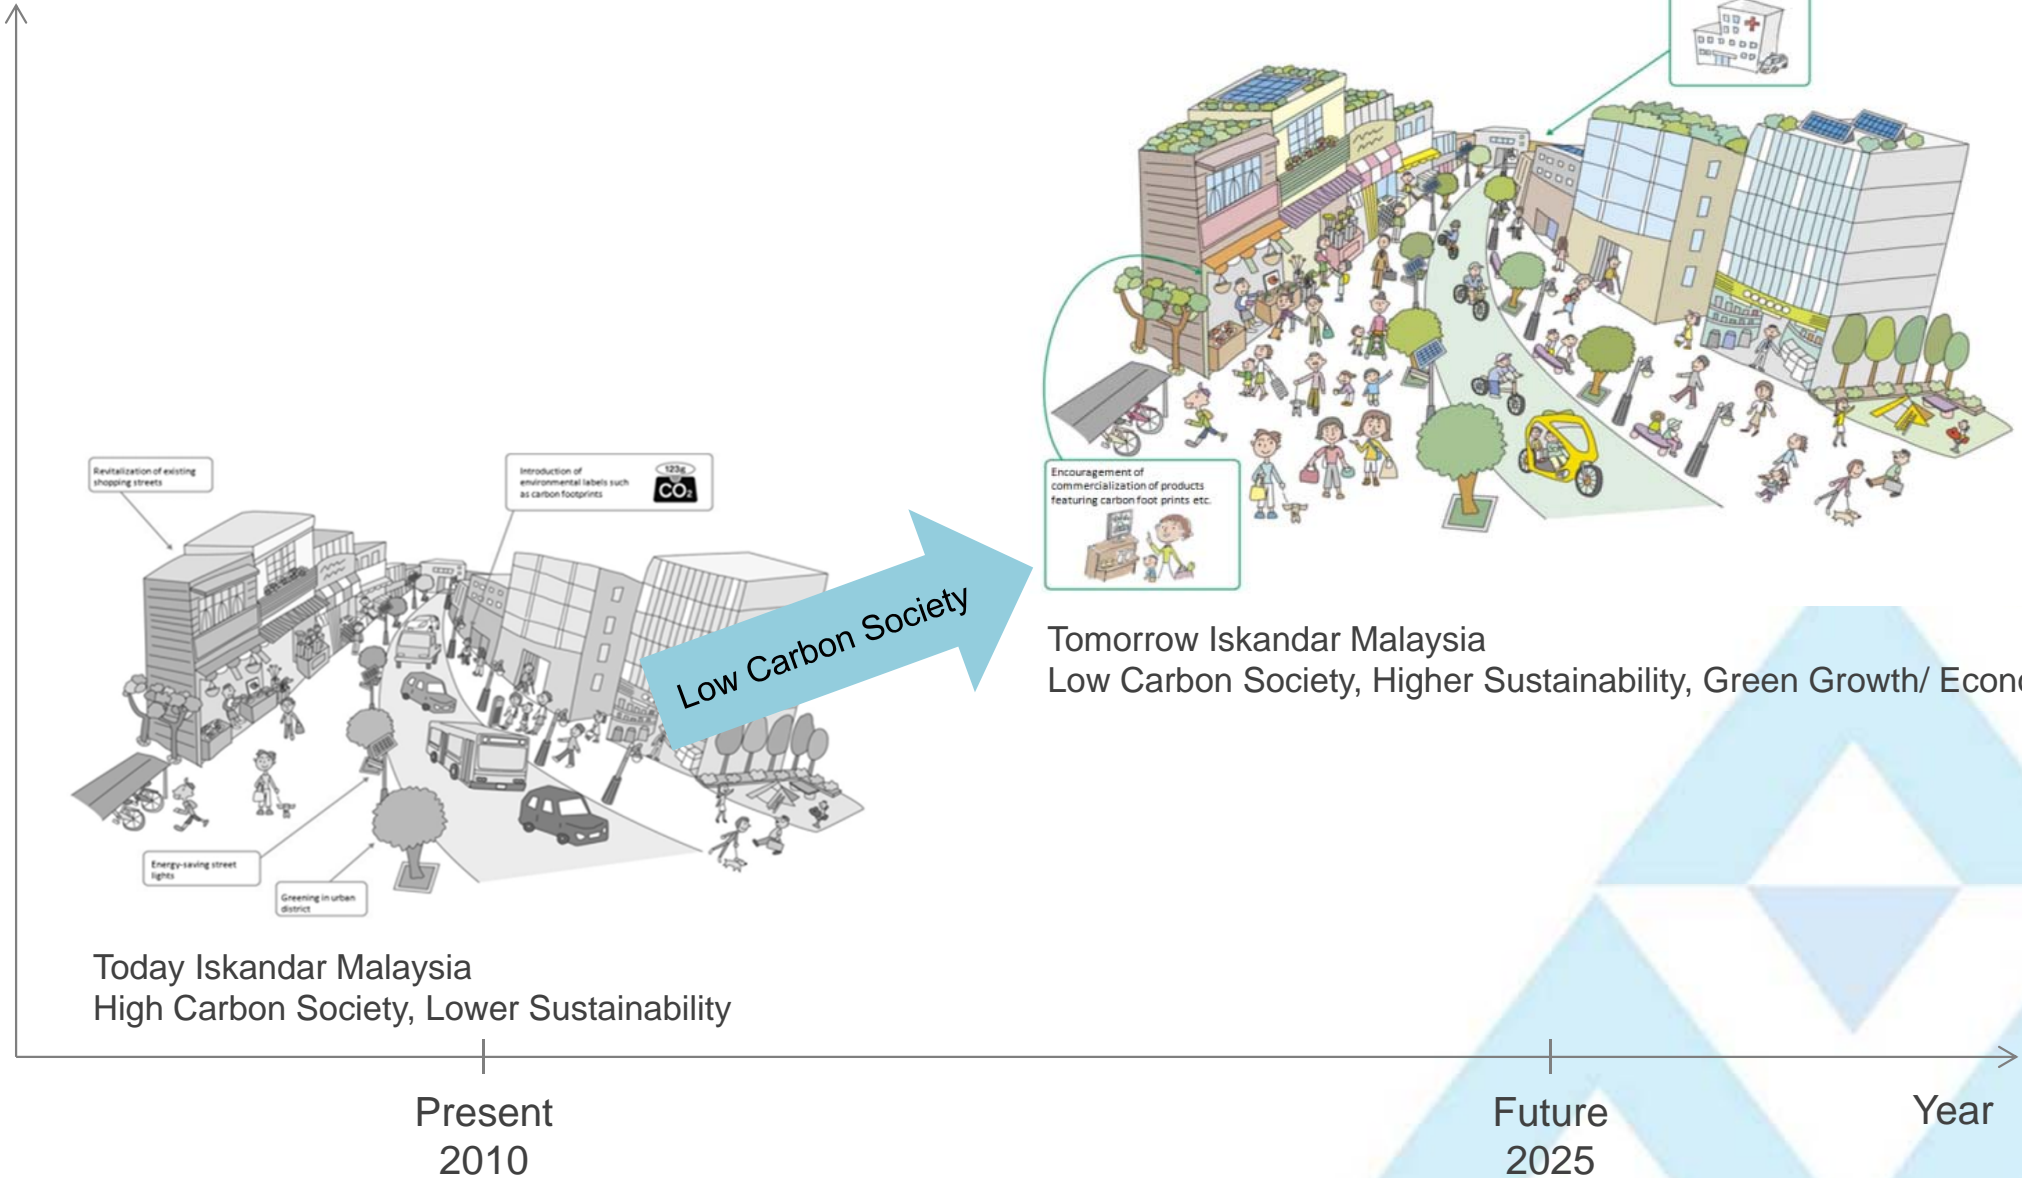 Encouragement of
commercialization of products
featuring carbon foot prints etc.
Revitalization of existing
shopping streets
Introduction of
environmental labels such
as carbon footprints
123g
CO₂
Low Carbon Society
Tomorrow Iskandar Malaysia
Low Carbon Society, Higher Sustainability, Green Growth/ Econo
Energy-saving street
lights
Greening in urban
district
Today Iskandar Malaysia
High Carbon Society, Lower Sustainability
Present
2010
Future
2025
Year